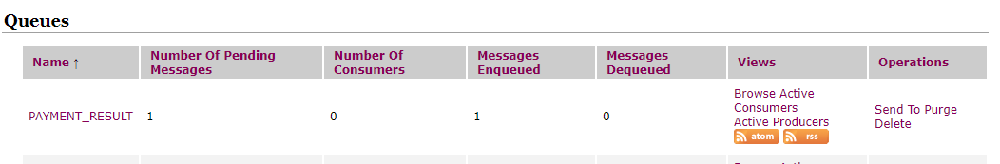 Queues
Name ↑ Number Of Pending Messages Number Of Consumers Messages Enqueued Messages Dequeued Views Operations
PAYMENT_RESULT 1 0 1 0 Browse Active Consumers Active Producers atom rss Send To Purge Delete